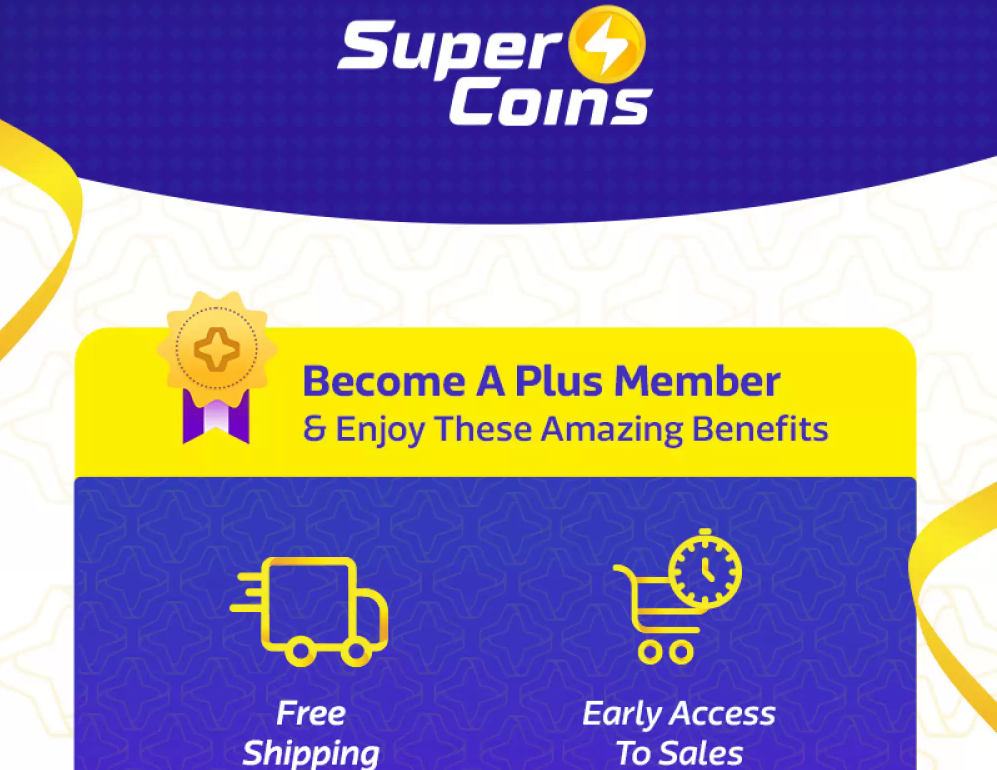 Super
Coins
Become A Plus Member
& Enjoy These Amazing Benefits
Free
Shipping
Early Access
To Sales